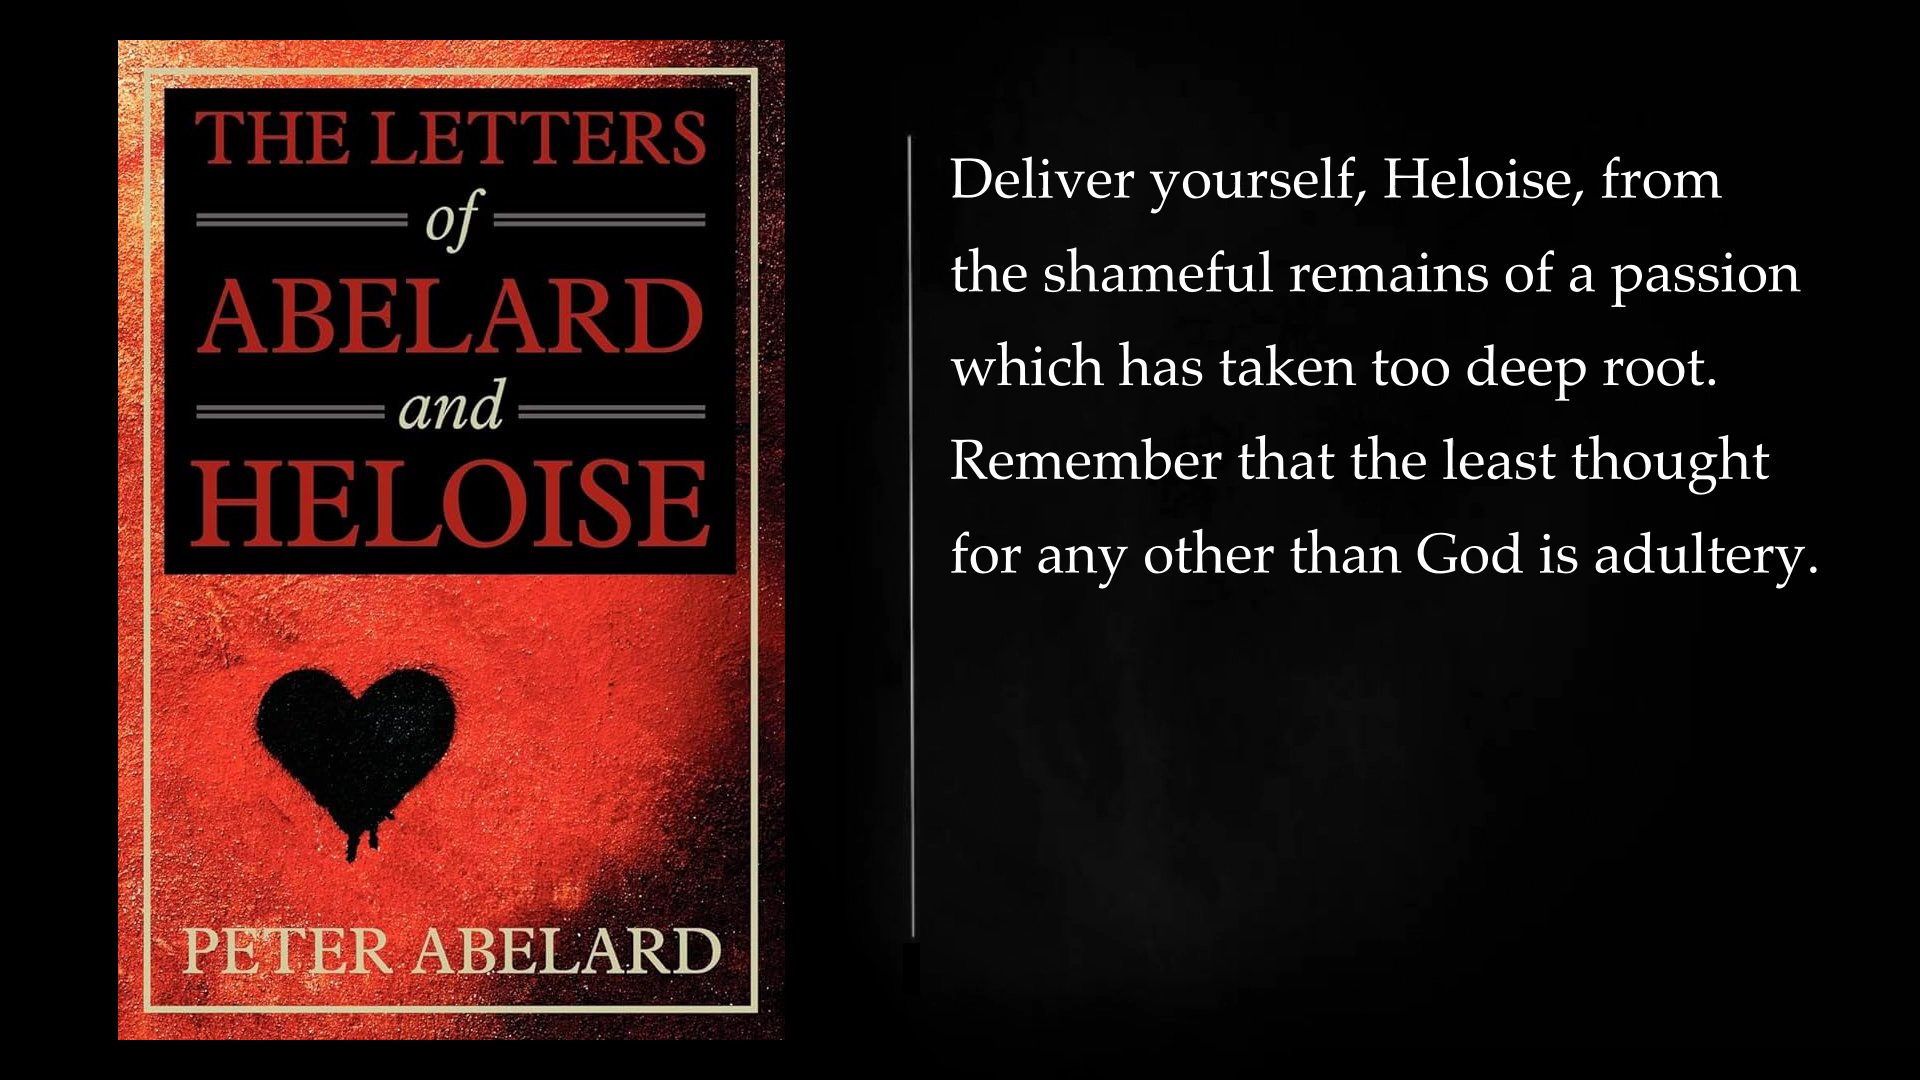 THE LETTERS
of
ABELARD
and
HELOISE
PETER ABELARD
Deliver yourself, Heloise, from
the shameful remains of a passion
which has taken too deep root.
Remember that the least thought
for any other than God is adultery.